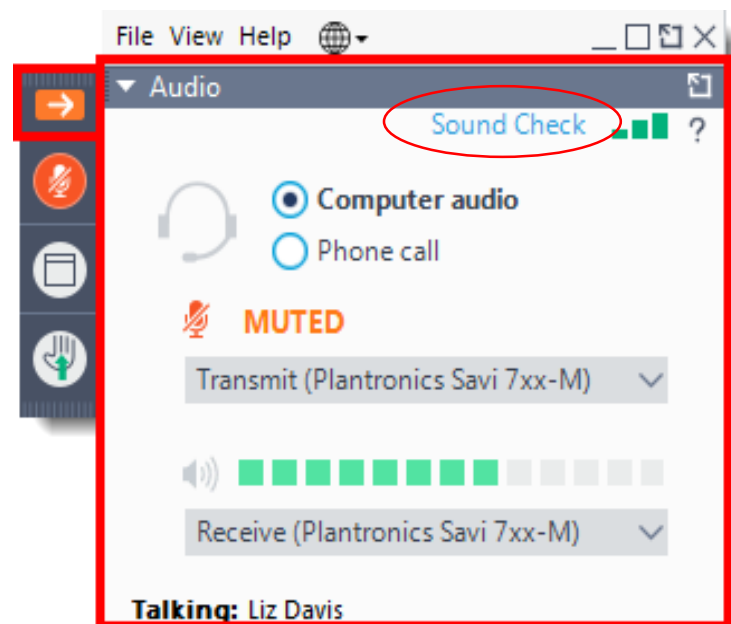 File View Help
Audio
Sound Check ?
Computer audio
Phone call
MUTED
Transmit (Plantronics Savi 7xx-M)
Receive (Plantronics Savi 7xx-M)
Talking: Liz Davis